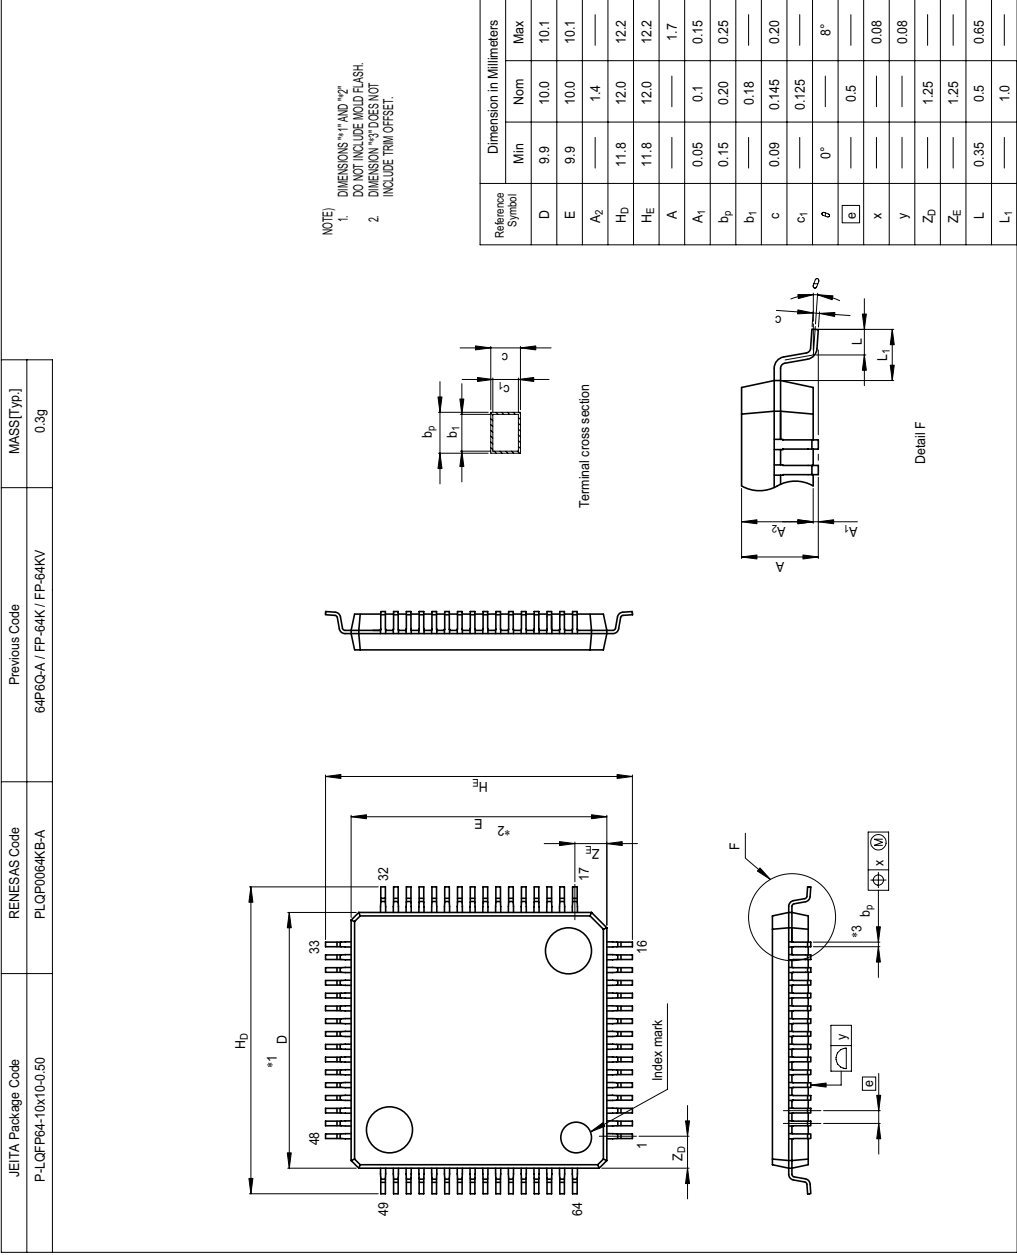 JEITA Package Code RENESAS Code Previous Code MASS[Typ.]
P-LQFP64-10x10-0.50 PLQP0064KB-A 64P6Q-A / FP-64K / FP-64KV 0.3g
HD
*1 D
33
48
49
64
32
17
16
1
ZD
Index mark
HE
*2 E
ZE
F
*3 bp
x M
y
e
bp
b1
c
c1
Terminal cross section
A
A2
A1
c
θ
L
L1
Detail F
NOTE)
1. DIMENSIONS "*1" AND "*2"
DO NOT INCLUDE MOLD FLASH.
2. DIMENSION "*3" DOES NOT
INCLUDE TRIM OFFSET.
Reference Symbol Dimension in Millimeters
Min Nom Max
D 9.9 10.0 10.1
E 9.9 10.0 10.1
A2 — 1.4 —
HD 11.8 12.0 12.2
HE 11.8 12.0 12.2
A — — 1.7
A1 0.05 0.1 0.15
bp 0.15 0.20 0.25
b1 — 0.18 —
c 0.09 0.145 0.20
c1 — 0.125 —
θ 0° — 8°
e — 0.5 —
x — — 0.08
y — — 0.08
ZD — 1.25 —
ZE — 1.25 —
L 0.35 0.5 0.65
L1 — 1.0 —